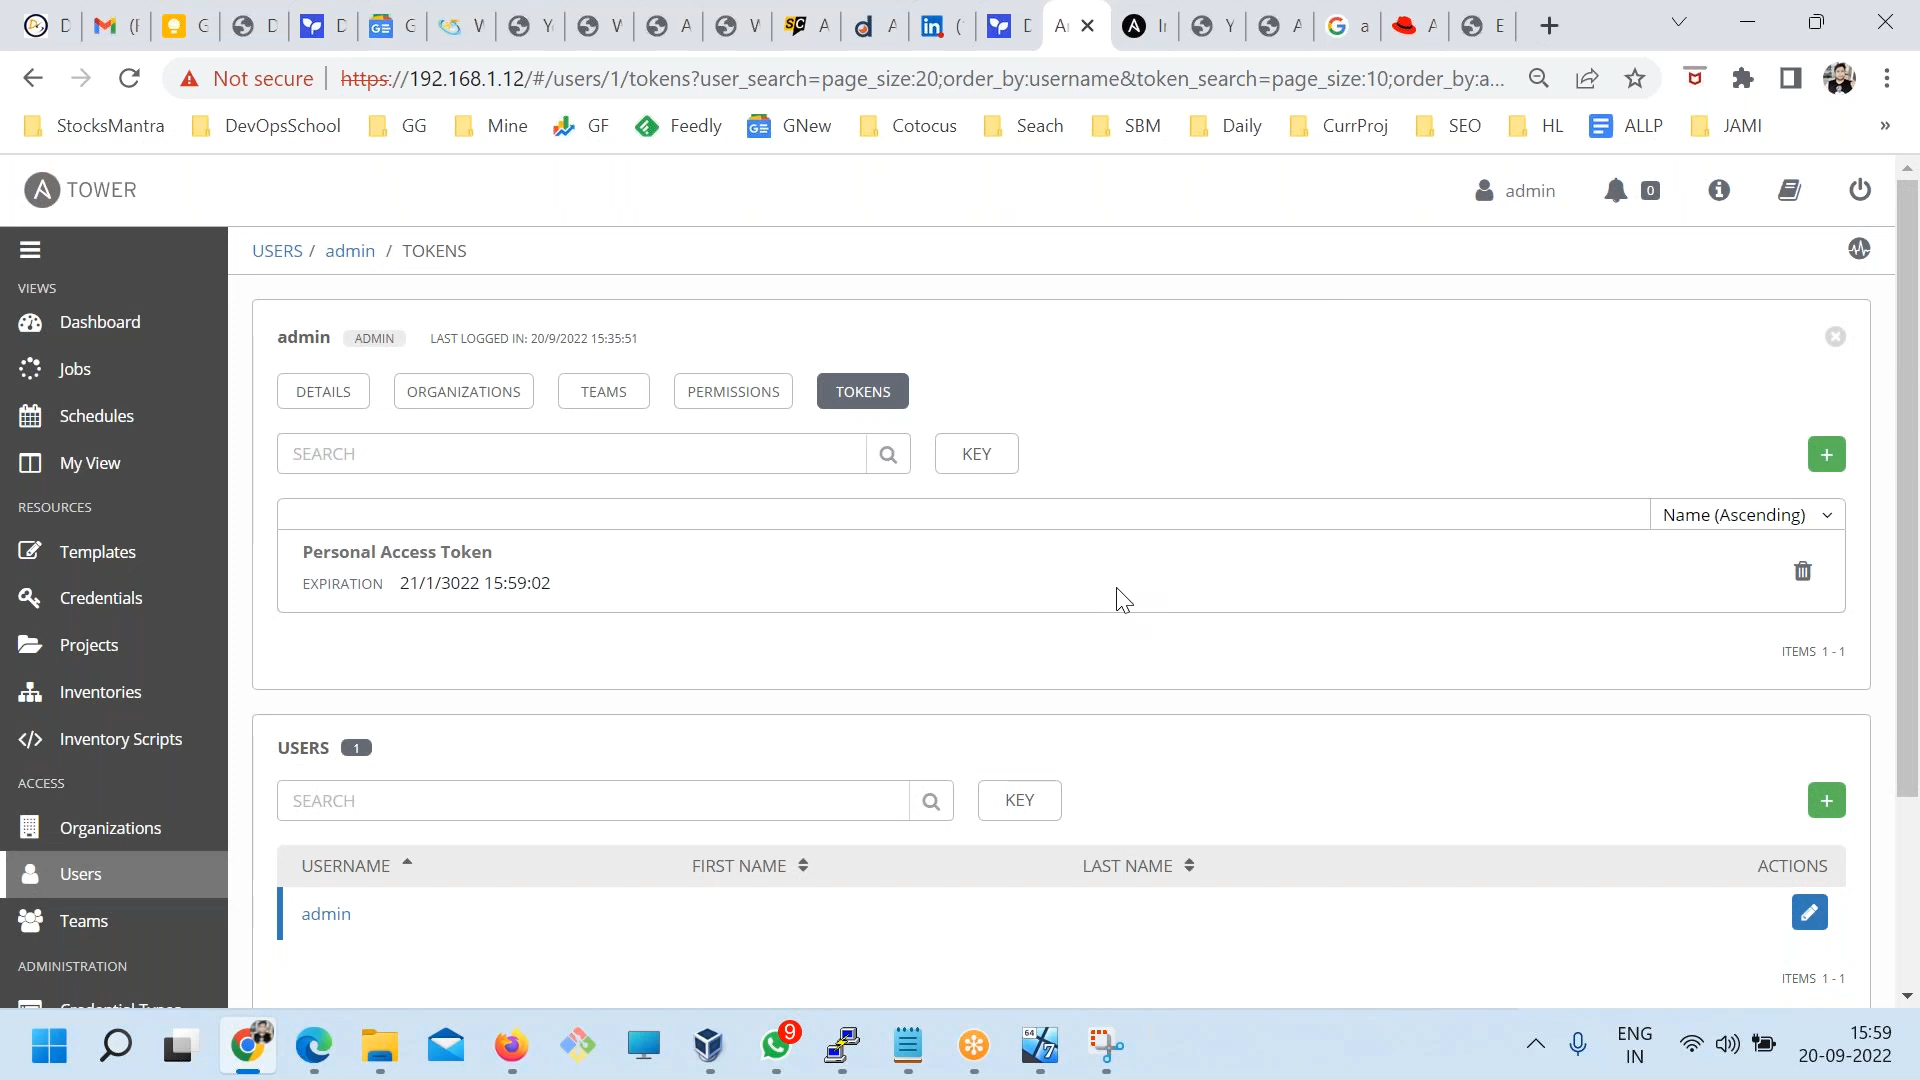 D
(
G
D
D
G
W
Y
W
A
W
A
A
(
D
A
I
Y
A
a
A
E
Not secure
https://192.168.1.12/#/users/1/tokens?user_search=page_size:20;order_by:username&token_search=page_size:10;order_by:a...
StocksMantra
DevOpsSchool
GG
Mine
GF
Feedly
GNew
Cotocus
Seach
SBM
Daily
CurrProj
SEO
HL
ALLP
JAMI
»
TOWER
admin
0
USERS / admin / TOKENS
VIEWS
Dashboard
Jobs
Schedules
My View
RESOURCES
Templates
Credentials
Projects
Inventories
Inventory Scripts
ACCESS
Organizations
Users
Teams
ADMINISTRATION
Credential Types
admin
ADMIN
LAST LOGGED IN: 20/9/2022 15:35:51
DETAILS
ORGANIZATIONS
TEAMS
PERMISSIONS
TOKENS
SEARCH
KEY
+
Name (Ascending)
Personal Access Token
EXPIRATION 21/1/3022 15:59:02
ITEMS 1 - 1
USERS 1
SEARCH
KEY
+
USERNAME
FIRST NAME
LAST NAME
ACTIONS
admin
ITEMS 1 - 1
9
64
7
ENG
IN
15:59
20-09-2022